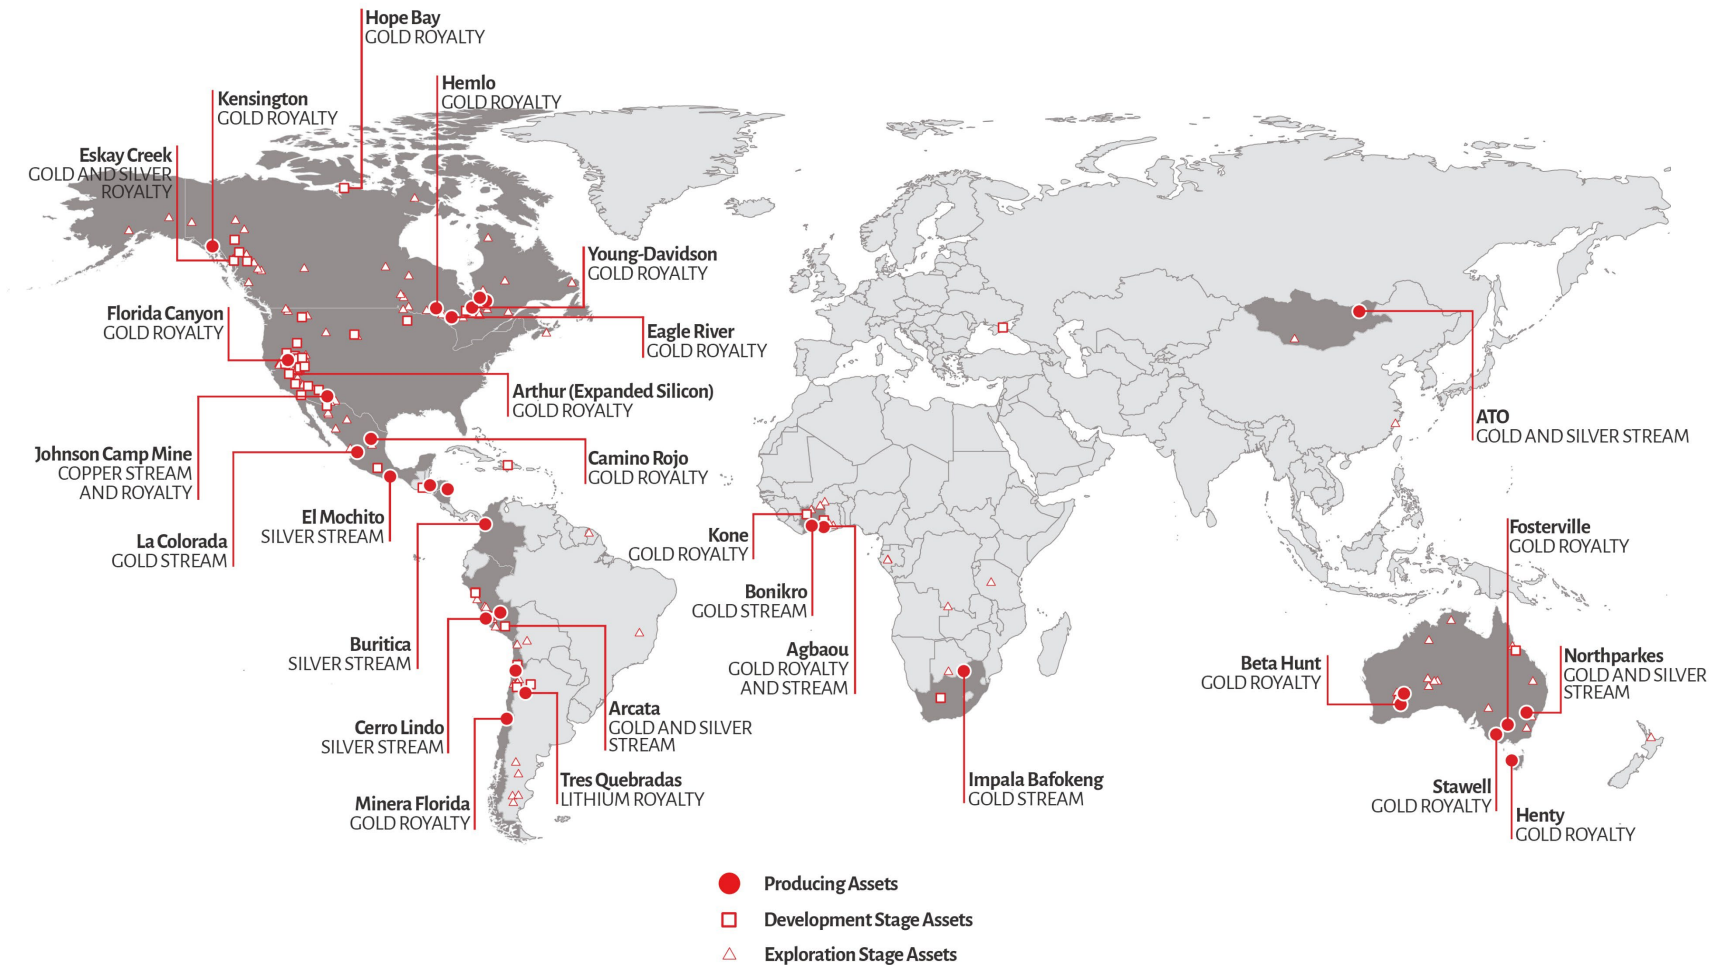 Hope Bay
GOLD ROYALTY
Hemlo
GOLD ROYALTY
Kensington
GOLD ROYALTY
Eskay Creek
GOLD AND SILVER
ROYALTY
Young-Davidson
GOLD ROYALTY
Florida Canyon
GOLD ROYALTY
Eagle River
GOLD ROYALTY
Arthur (Expanded Silicon)
GOLD ROYALTY
ATO
GOLD AND SILVER STREAM
Johnson Camp Mine
COPPER STREAM
AND ROYALTY
Camino Rojo
GOLD ROYALTY
El Mochito
SILVER STREAM
La Colorada
GOLD STREAM
Kone
GOLD ROYALTY
Fosterville
GOLD ROYALTY
Bonikro
GOLD STREAM
Buritica
SILVER STREAM
Agbaou
GOLD ROYALTY
AND STREAM
Beta Hunt
GOLD ROYALTY
Northparkes
GOLD AND SILVER
STREAM
Cerro Lindo
SILVER STREAM
Arcata
GOLD AND SILVER
STREAM
Tres Quebradas
LITHIUM ROYALTY
Impala Bafokeng
GOLD STREAM
Minera Florida
GOLD ROYALTY
Stawell
GOLD ROYALTY
Henty
GOLD ROYALTY
Producing Assets
Development Stage Assets
Exploration Stage Assets